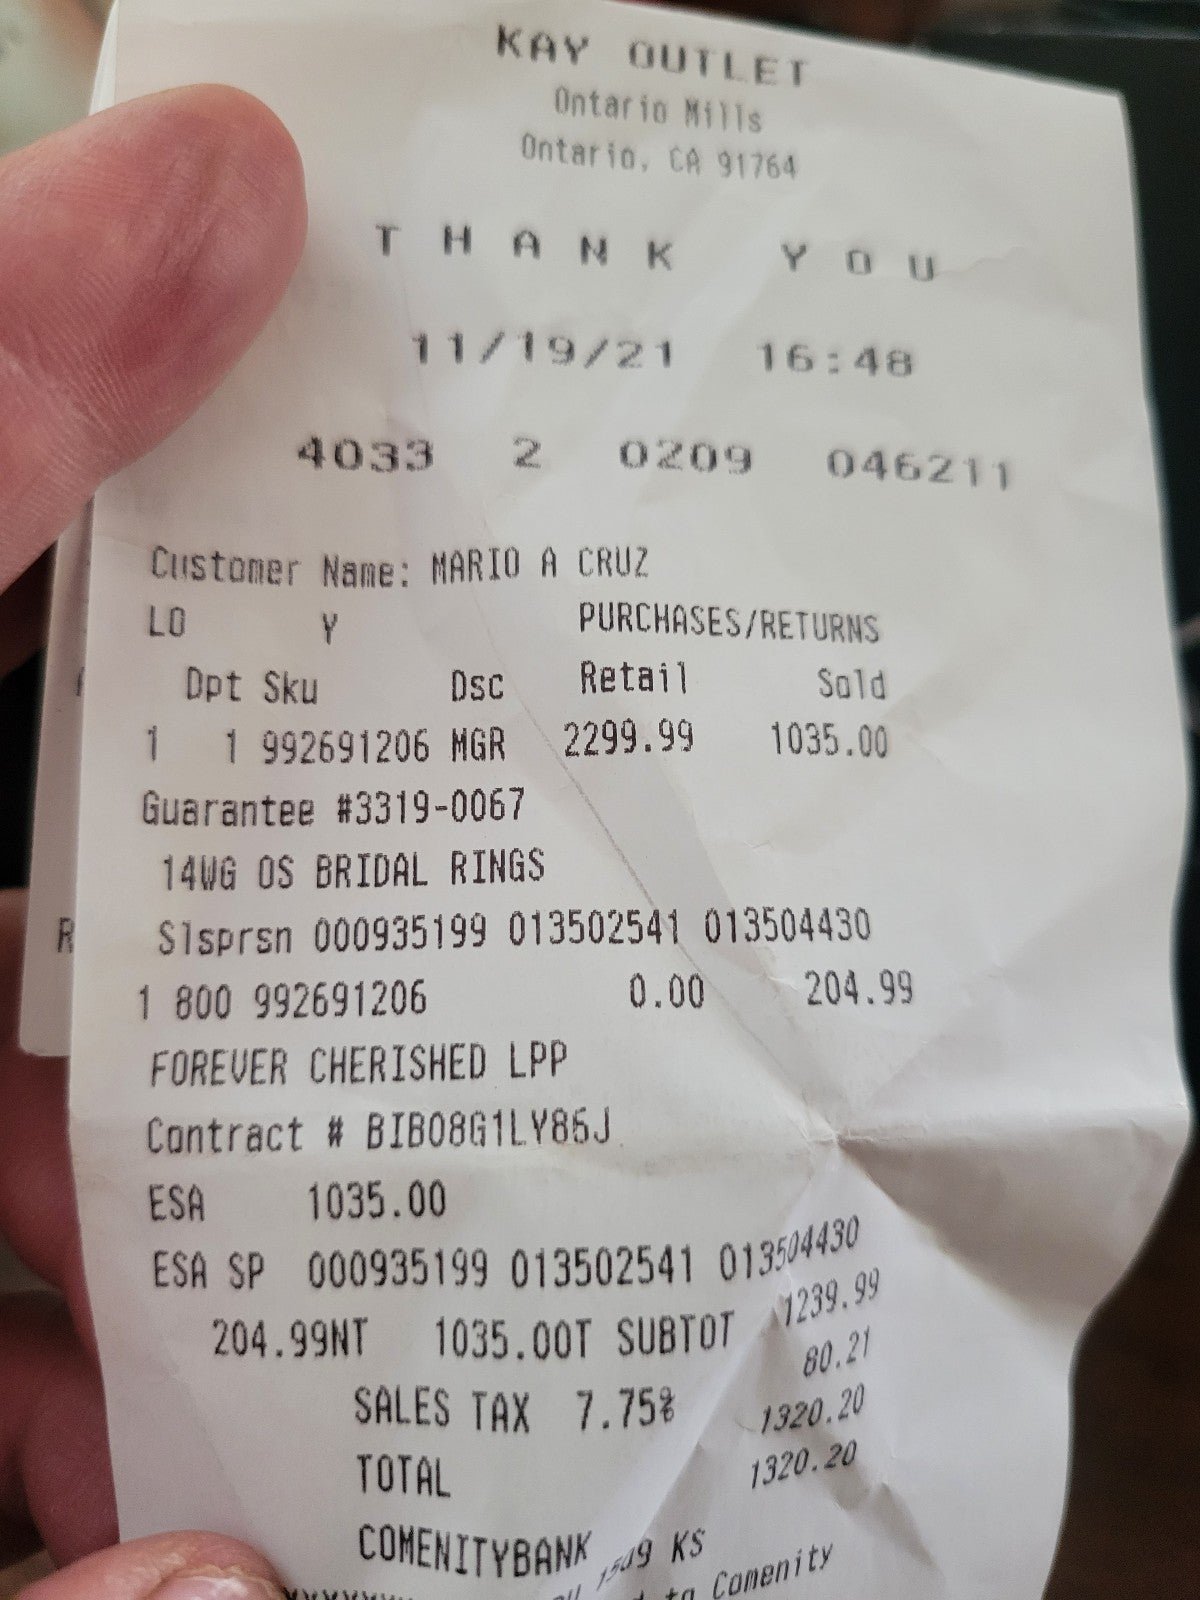 KAY OUTLET
Ontario Mills
Ontario, CA 91764
THANK YOU
11/19/21 16:48
4033 2 0209 046211
Customer Name: MARIO A CRUZ
LO Y PURCHASES/RETURNS
Dpt Sku Dsc Retail Sold
1 1 992691206 MGR 2299.99 1035.00
Guarantee #3319-0067
14WG OS BRIDAL RINGS
R
Slsprsn 000935199 013502541 013504430
1 800 992691206 0.00 204.99
FOREVER CHERISHED LPP
Contract # BIB08G1LY86J
ESA 1035.00
ESA SP 000935199 013502541 013504430
204.99NT 1035.00T SUBTOT 1239.99
SALES TAX 7.75% 80.21
TOTAL 1320.20
COMENITYBANK 1320.20
KS
to Comenity